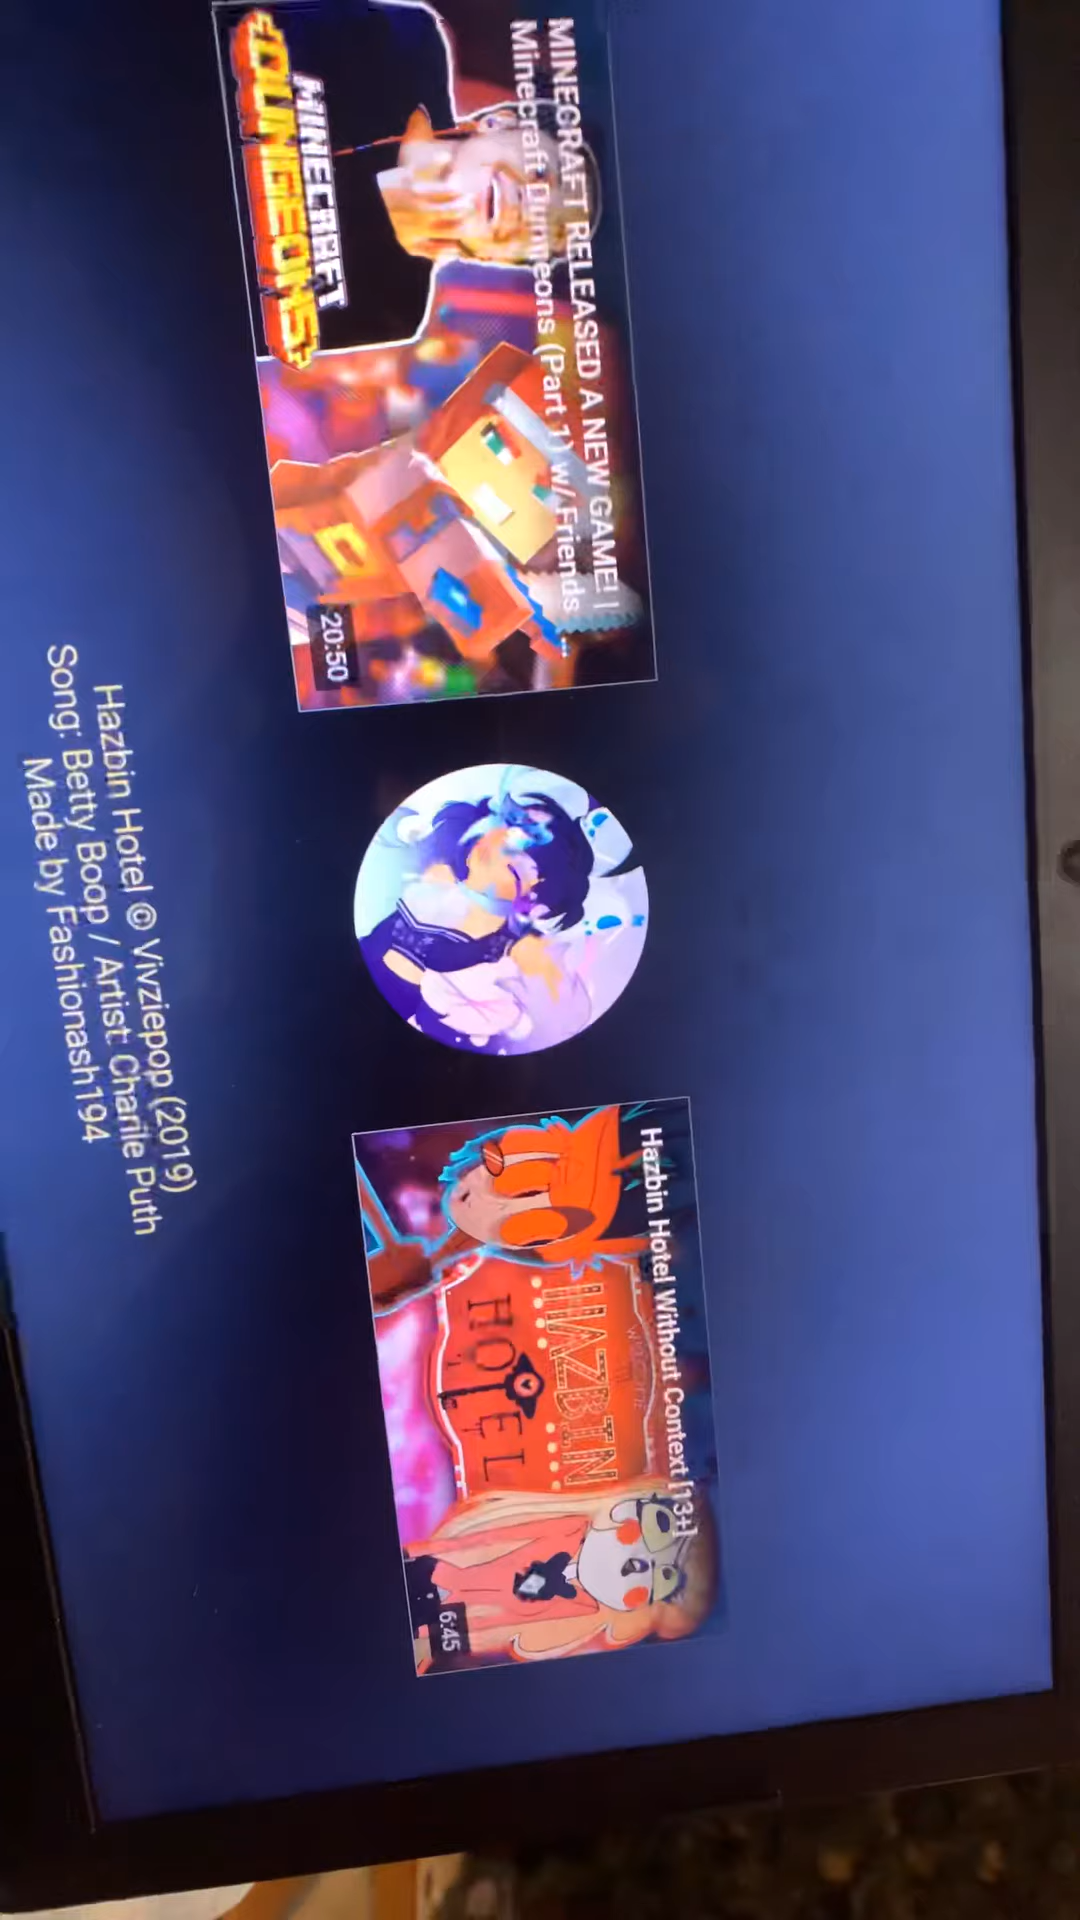 MINECRAFT RELEASED A NEW GAME! |
Minecraft Dungeons (Part 1) w/ Friends ...
MINECRAFT
DUNGEONS
20:50
Hazbin Hotel Without Context [13+]
HAZBIN
HOTEL
6:45
Hazbin Hotel © Vivziepop (2019)
Song: Betty Boop / Artist: Charlie Puth
Made by Fashionash194